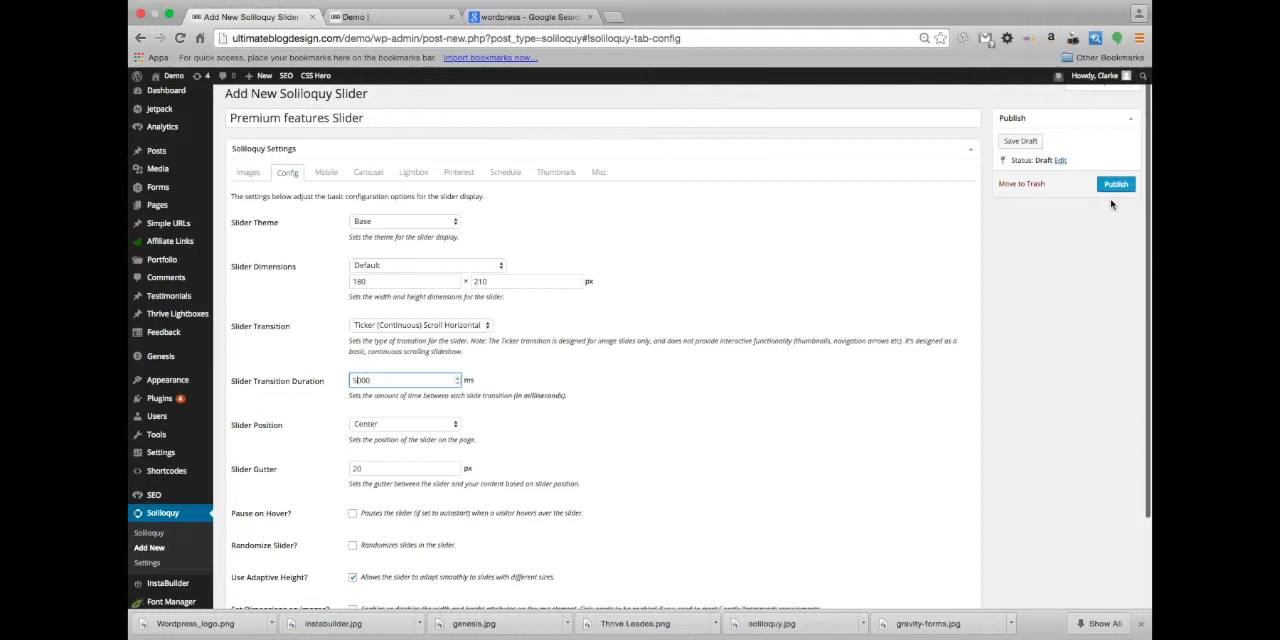 Add New Soliloquy Slider
Demo |
wordpress - Google Searc
ultimateblogdesign.com/demo/wp-admin/post-new.php?post_type=soliloquy#!soliloquy-tab-config
Apps
For quick access, place your bookmarks here on the bookmarks bar. Import bookmarks now...
Other Bookmarks
Demo 4 0 + New SEO CSS Hero
Howdy, Clarke
Dashboard
Jetpack
Analytics
Posts
Media
Forms
Pages
Simple URLs
Affiliate Links
Portfolio
Comments
Testimonials
Thrive Lightboxes
Feedback
Genesis
Appearance
Plugins 4
Users
Tools
Settings
Shortcodes
SEO
Soliloquy
Soliloquy
Add New
Settings
InstaBuilder
Font Manager
Add New Soliloquy Slider
Premium features Slider
Soliloquy Settings
Images Config Mobile Carousel Lightbox Pinterest Schedule Thumbnails Misc
The settings below adjust the basic configuration options for the slider display.
Slider Theme Base
Sets the theme for the slider display.
Slider Dimensions Default
180 × 210 px
Sets the width and height dimensions for the slider.
Slider Transition Ticker (Continuous) Scroll Horizontal
Sets the type of transition for the slider. Note: The Ticker transition is designed for image slides only, and does not provide interactive functionality (thumbnails, navigation arrows etc). It's designed as a
basic, continuous scrolling slideshow.
Slider Transition Duration 5000 ms
Sets the amount of time between each slide transition (in milliseconds).
Slider Position Center
Sets the position of the slider on the page.
Slider Gutter 20 px
Sets the gutter between the slider and your content based on slider position.
Pause on Hover? Pauses the slider (if set to autostart) when a visitor hovers over the slider.
Randomize Slider? Randomizes slides in the slider.
Use Adaptive Height? Allows the slider to adapt smoothly to slides with different sizes.
Publish
Save Draft
Status: Draft Edit
Move to Trash
Publish
Wordpress_logo.png
instabuilder.jpg
genesis.jpg
Thrive Leades.png
soliloquy.jpg
gravity-forms.jpg
Show All